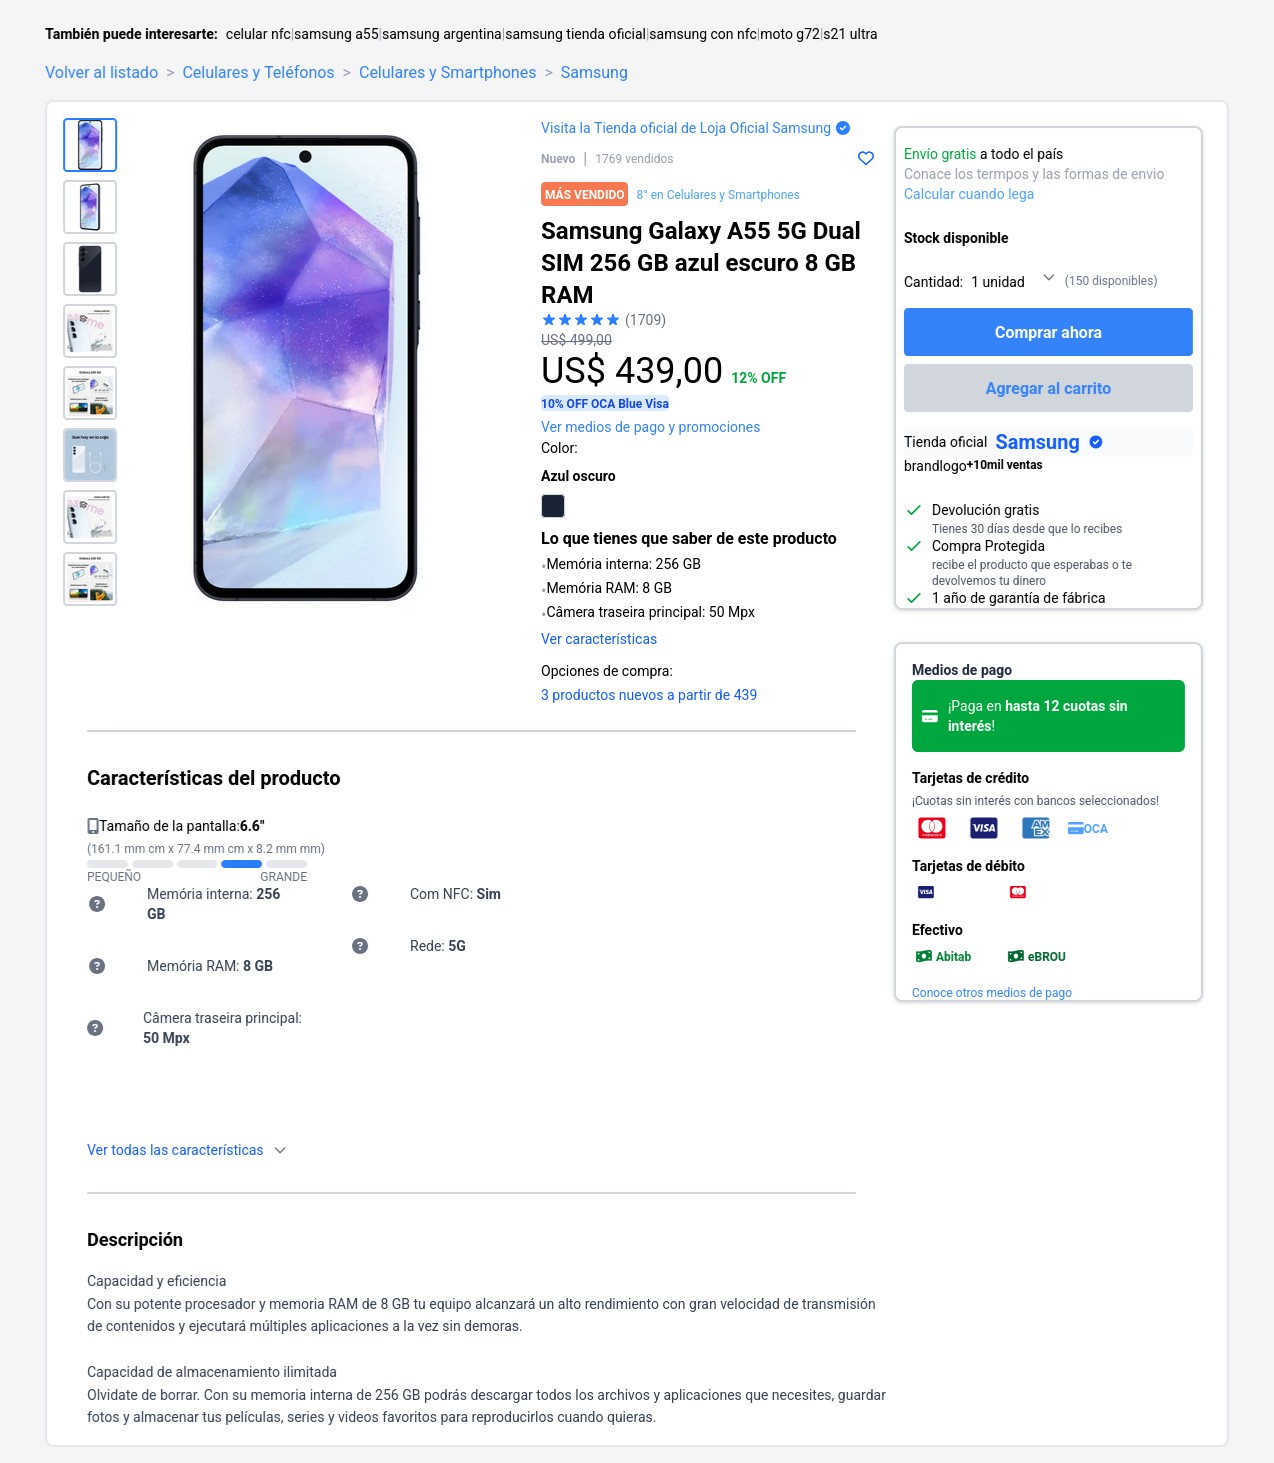 También puede interesarte: celular nfc|samsung a55|samsung argentina|samsung tienda oficial|samsung con nfc|moto g72|s21 ultra
Volver al listado > Celulares y Teléfonos > Celulares y Smartphones > Samsung
Visita la Tienda oficial de Loja Oficial Samsung
Nuevo | 1769 vendidos
MÁS VENDIDO 8° en Celulares y Smartphones
Samsung Galaxy A55 5G Dual
SIM 256 GB azul escuro 8 GB
RAM
(1709)
US$ 499,00
US$ 439,00 12% OFF
10% OFF OCA Blue Visa
Ver medios de pago y promociones
Color:
Azul oscuro
Lo que tienes que saber de este producto
•Memória interna: 256 GB
•Memória RAM: 8 GB
•Câmera traseira principal: 50 Mpx
Ver características
Opciones de compra:
3 productos nuevos a partir de 439
Envío gratis a todo el país
Conace los termpos y las formas de envio
Calcular cuando lega
Stock disponible
Cantidad: 1 unidad (150 disponibles)
Comprar ahora
Agregar al carrito
Tienda oficial Samsung
brandlogo+10mil ventas
Devolución gratis
Tienes 30 días desde que lo recibes
Compra Protegida
recibe el producto que esperabas o te
devolvemos tu dinero
1 año de garantía de fábrica
Medios de pago
¡Paga en hasta 12 cuotas sin
interés!
Tarjetas de crédito
¡Cuotas sin interés con bancos seleccionados!
VISA AM EX OCA
Tarjetas de débito
VISA
Efectivo
Abitab eBROU
Conoce otros medios de pago
Características del producto
Tamaño de la pantalla:6.6"
(161.1 mm cm x 77.4 mm cm x 8.2 mm mm)
PEQUEÑO GRANDE
Memória interna: 256
GB
Memória RAM: 8 GB
Câmera traseira principal:
50 Mpx
Com NFC: Sim
Rede: 5G
Ver todas las características
Descripción
Capacidad y eficiencia
Con su potente procesador y memoria RAM de 8 GB tu equipo alcanzará un alto rendimiento con gran velocidad de transmisión
de contenidos y ejecutará múltiples aplicaciones a la vez sin demoras.
Capacidad de almacenamiento ilimitada
Olvidate de borrar. Con su memoria interna de 256 GB podrás descargar todos los archivos y aplicaciones que necesites, guardar
fotos y almacenar tus películas, series y videos favoritos para reproducirlos cuando quieras.